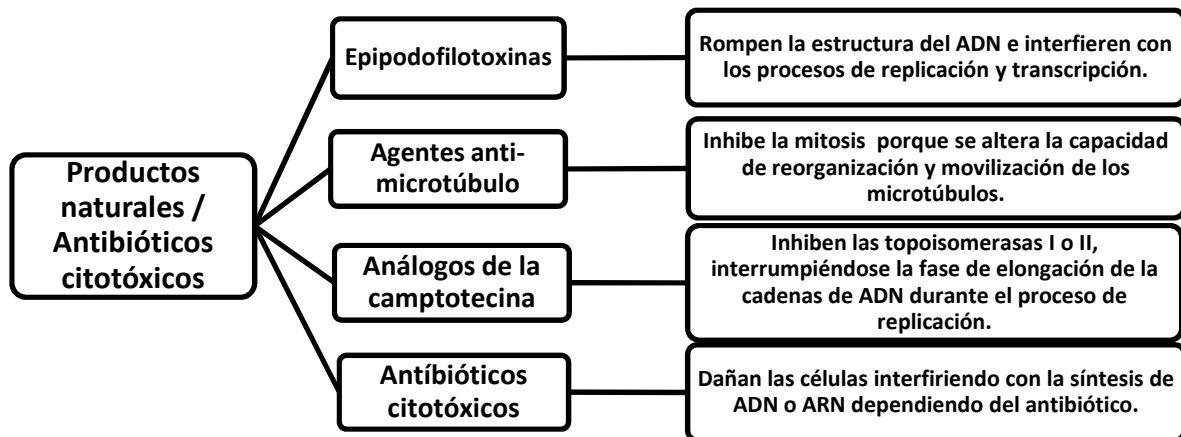 Productos
naturales /
Antibióticos
citotóxicos
Epipodofilotoxinas
Rompen la estructura del ADN e interfieren con
los procesos de replicación y transcripción.
Agentes anti-
microtúbulo
Inhibe la mitosis porque se altera la capacidad
de reorganización y movilización de los
microtúbulos.
Análogos de la
camptotecina
Inhiben las topoisomerasas I o II,
interrumpiéndose la fase de elongación de la
cadenas de ADN durante el proceso de
replicación.
Antíbióticos
citotóxicos
Dañan las células interfiriendo con la síntesis de
ADN o ARN dependiendo del antibiótico.